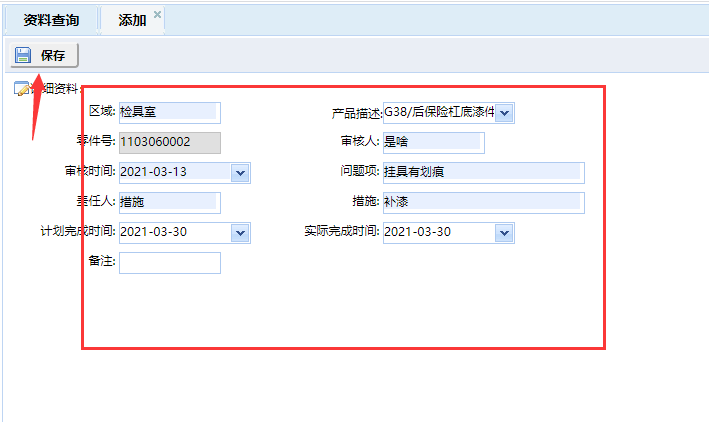 资料查询 添加
保存
详细资料:
区域: 检具室 产品描述: G38/后保险杠底漆件
零件号: 1103060002 审核人: 是啥
审核时间: 2021-03-13 问题项: 挂具有划痕
责任人: 措施 措施: 补漆
计划完成时间: 2021-03-30 实际完成时间: 2021-03-30
备注: